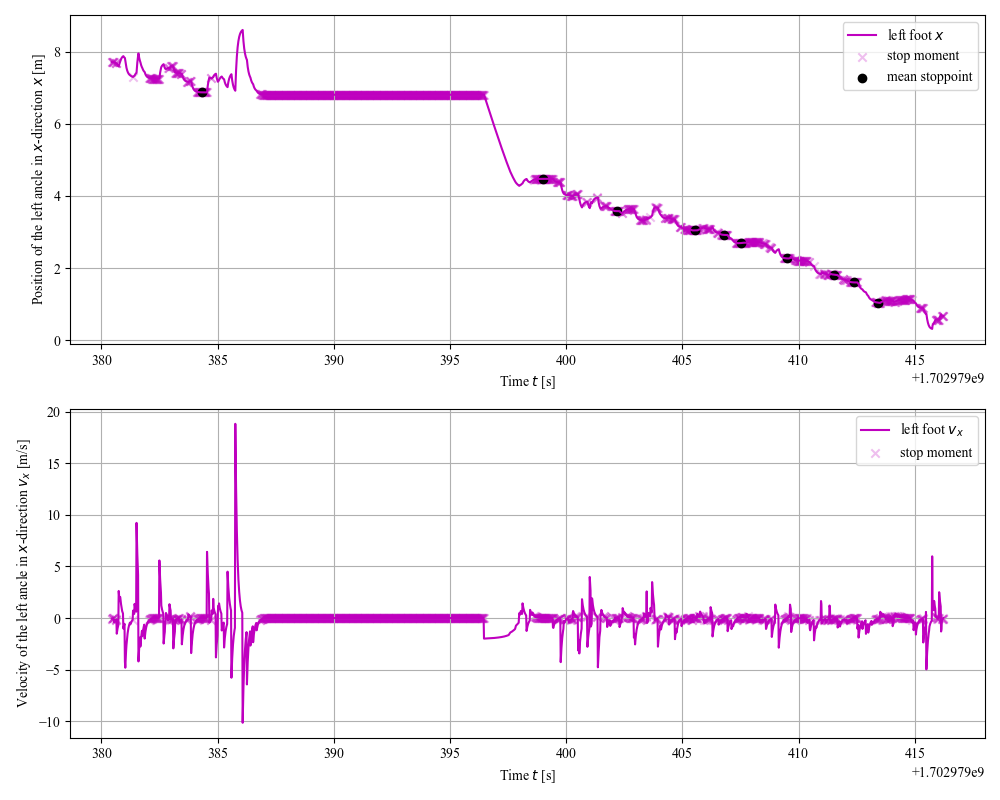 Position of the left angle in x-direction x [m]
8
6
4
2
0
left foot x
stop moment
mean stoppoint
380 385 390 395 400 405 410 415
Time t [s]
+1.702979e9
Velocity of the left angle in x-direction vₓ [m/s]
20
15
10
5
0
−5
−10
left foot vₓ
stop moment
380 385 390 395 400 405 410 415
Time t [s]
+1.702979e9